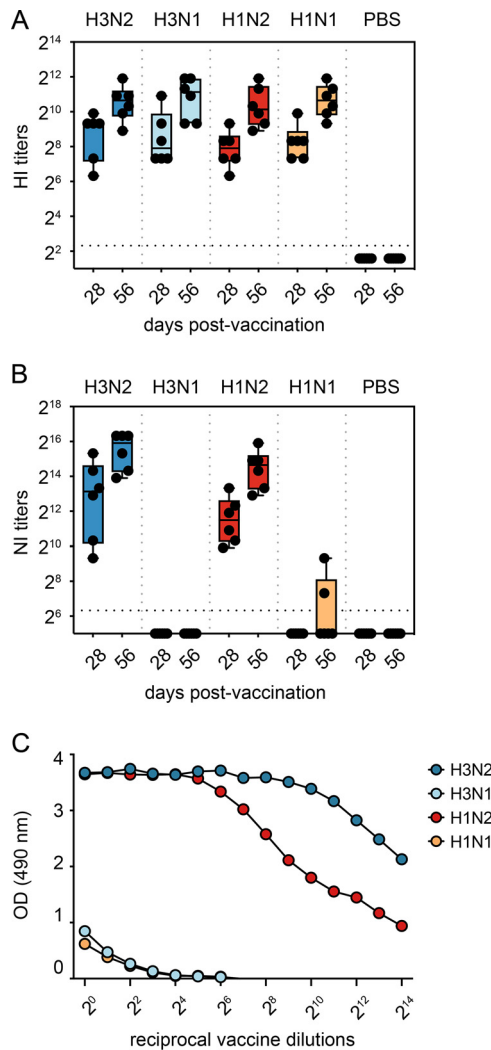 A
H3N2 H3N1 H1N2 H1N1 PBS
2^14
2^12
2^10
2^8
2^6
2^4
2^2
HI titers
28 56 28 56 28 56 28 56 28 56
days post-vaccination
B
H3N2 H3N1 H1N2 H1N1 PBS
2^18
2^16
2^14
2^12
2^10
2^8
2^6
NI titers
28 56 28 56 28 56 28 56 28 56
days post-vaccination
C
4
3
2
1
0
OD (490 nm)
2^0 2^2 2^4 2^6 2^8 2^10 2^12 2^14
reciprocal vaccine dilutions
H3N2
H3N1
H1N2
H1N1